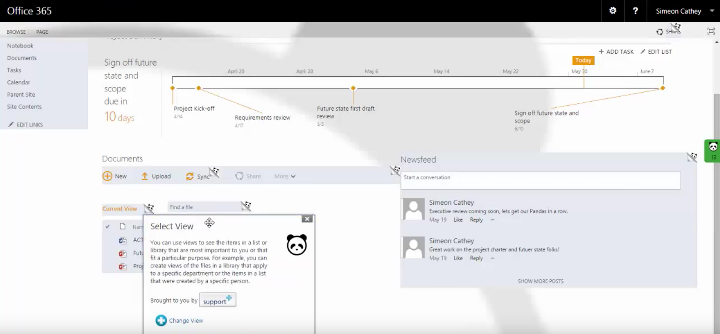 Office 365
Simeon Cathey
BROWSE PAGE
Notebook
Documents
Tasks
Calendar
Parent Site
Site Contents
EDIT LINKS
ADD TASK EDIT LIST
Sign off future
state and
scope
due in
10 days
Today
April 20 April 28 May 6 May 14 May 22 June 7
Project Kick-off
4/14
Requirements review
4/17
Future state first draft
review
Sign off future state and
scope
6/10
Documents
New Upload Sync Share More
Current View
Find a file
Select View
You can use views to see the items in a list or
library that are most important to you or that
fit a particular purpose. For example, you can
create views of the files in a library that apply
to a specific department or the items in a list
that were created by a specific person.
Brought to you by support
Change View
Newsfeed
Start a conversation
Simeon Cathey
Executive review coming soon, lets get our Pandas in a row.
May 19 Like Reply
Simeon Cathey
Great work on the project charter and futuer state folks!
May 19 Like Reply
SHOW MORE POSTS